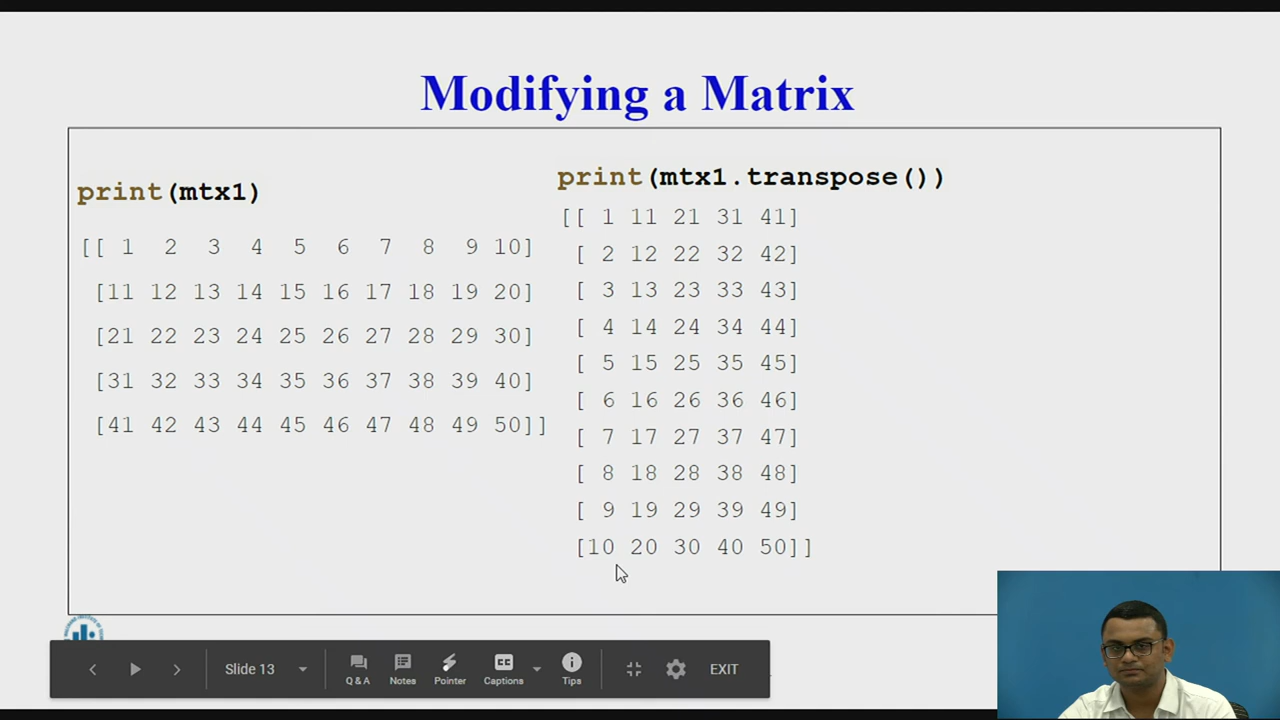 Modifying a Matrix
print(mtx1)
[[ 1 2 3 4 5 6 7 8 9 10]
[11 12 13 14 15 16 17 18 19 20]
[21 22 23 24 25 26 27 28 29 30]
[31 32 33 34 35 36 37 38 39 40]
[41 42 43 44 45 46 47 48 49 50]]
print(mtx1.transpose())
[[ 1 11 21 31 41]
[ 2 12 22 32 42]
[ 3 13 23 33 43]
[ 4 14 24 34 44]
[ 5 15 25 35 45]
[ 6 16 26 36 46]
[ 7 17 27 37 47]
[ 8 18 28 38 48]
[ 9 19 29 39 49]
[10 20 30 40 50]]
Slide 13 Q & A Notes Pointer CC Captions Tips EXIT